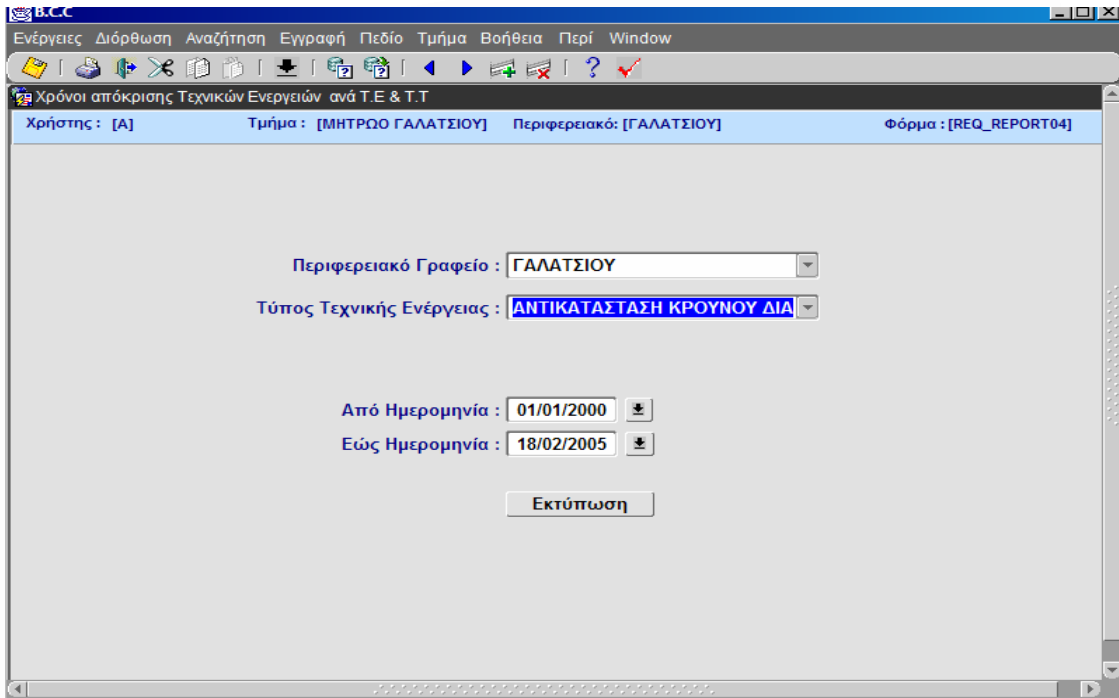 B.C.C
Ενέργειες Διόρθωση Αναζήτηση Εγγραφή Πεδίο Τμήμα Βοήθεια Περί Window
Χρόνοι απόκρισης Τεχνικών Ενεργειών ανά Τ.Ε & Τ.Τ
Χρήστης : [Α] Τμήμα : [ΜΗΤΡΩΟ ΓΑΛΑΤΣΙΟΥ] Περιφερειακό: [ΓΑΛΑΤΣΙΟΥ] Φόρμα : [REQ_REPORT04]
Περιφερειακό Γραφείο : ΓΑΛΑΤΣΙΟΥ
Τύπος Τεχνικής Ενέργειας : ΑΝΤΙΚΑΤΑΣΤΑΣΗ ΚΡΟΥΝΟΥ ΔΙΑ
Από Ημερομηνία : 01/01/2000
Εώς Ημερομηνία : 18/02/2005
Εκτύπωση